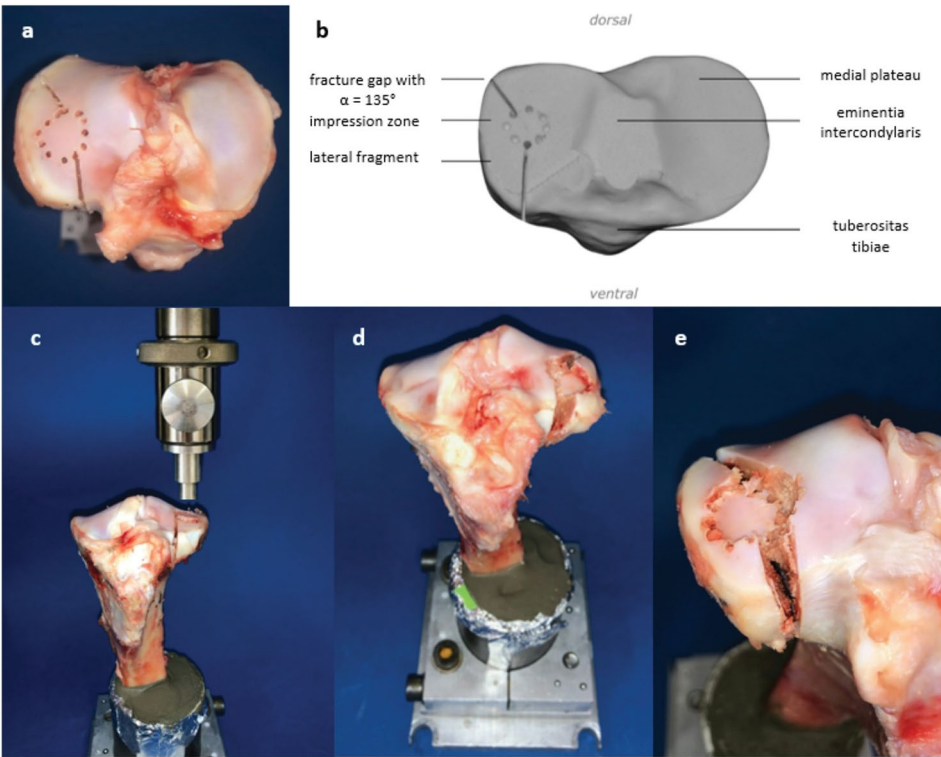 a
b
dorsal
fracture gap with
α = 135°
impression zone
lateral fragment
medial plateau
eminentia
intercondylaris
tuberositas
tibiae
ventral
c
d
e